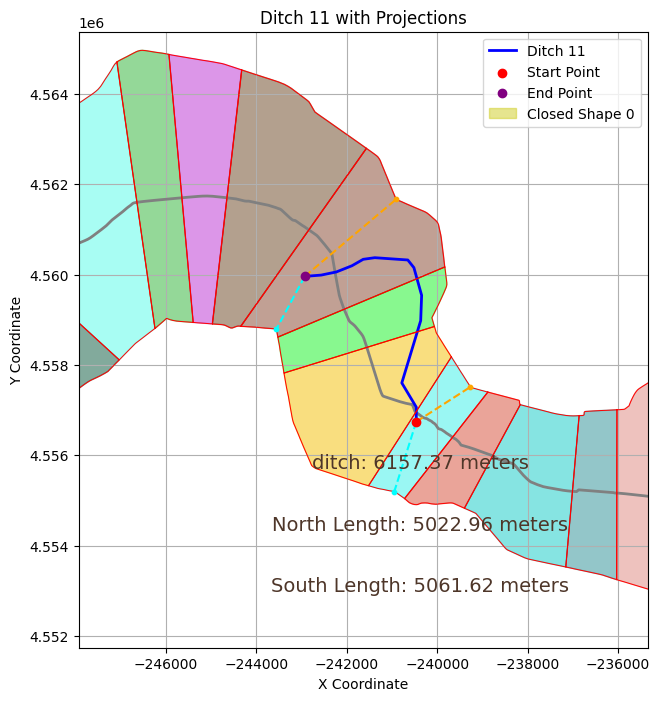 Ditch 11 with Projections
1e6
Ditch 11
Start Point
End Point
Closed Shape 0
4.564
4.562
4.560
4.558
4.556
4.554
4.552
Y Coordinate
ditch: 6157.37 meters
North Length: 5022.96 meters
South Length: 5061.62 meters
−246000 −244000 −242000 −240000 −238000 −236000
X Coordinate